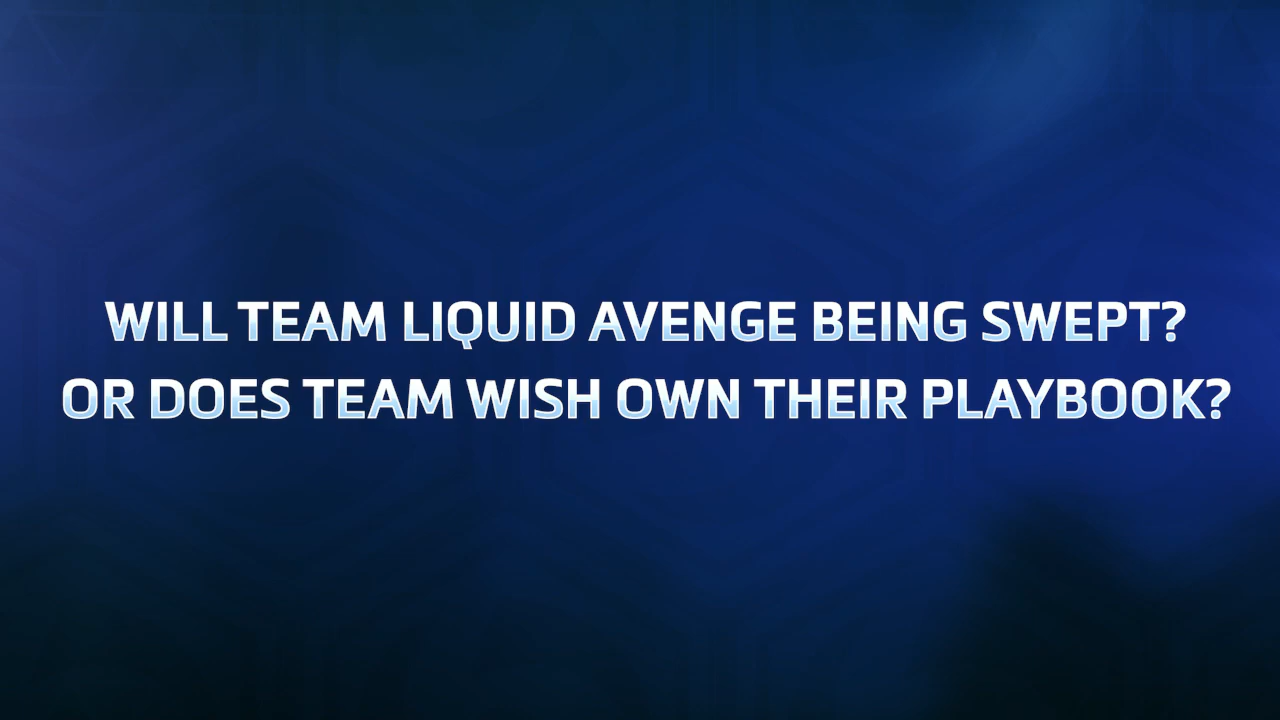 WILL TEAM LIQUID AVENGE BEING SWEPT?
OR DOES TEAM WISH OWN THEIR PLAYBOOK?